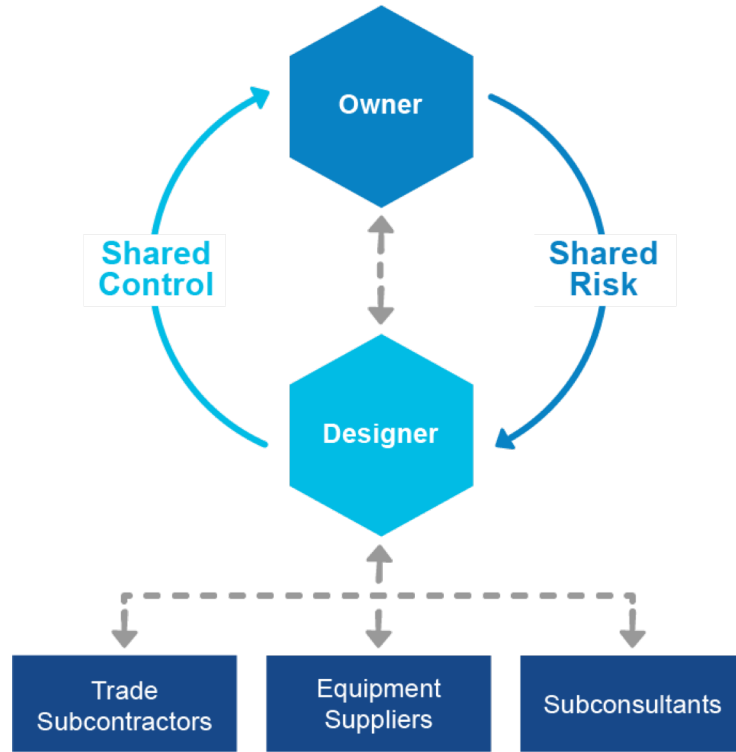 Owner
Shared
Control
Shared
Risk
Designer
Trade
Subcontractors
Equipment
Suppliers
Subconsultants